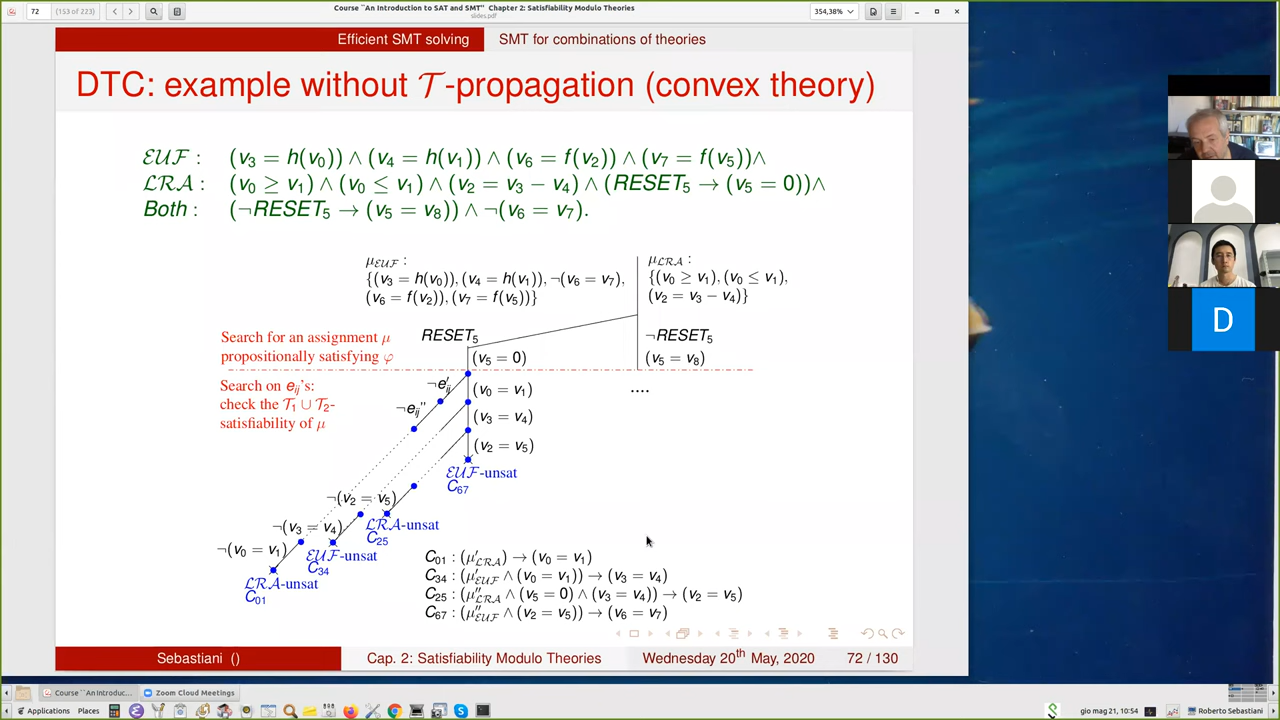 Course ``An Introduction to SAT and SMT'' Chapter 2: Satisfiability Modulo Theories
slides.pdf
72 (153 of 223)
354,38%
Efficient SMT solving SMT for combinations of theories
DTC: example without 𝒯-propagation (convex theory)
ℰ𝒰ℱ : (v₃ = h(v₀)) ∧ (v₄ = h(v₁)) ∧ (v₆ = f(v₂)) ∧ (v₇ = f(v₅))∧
ℒℛ𝒜 : (v₀ ≥ v₁) ∧ (v₀ ≤ v₁) ∧ (v₂ = v₃ − v₄) ∧ (RESET₅ → (v₅ = 0))∧
Both : (¬RESET₅ → (v₅ = v₈)) ∧ ¬(v₆ = v₇).
μ_ℰ𝒰ℱ :
{(v₃ = h(v₀)), (v₄ = h(v₁)), ¬(v₆ = v₇),
(v₆ = f(v₂)), (v₇ = f(v₅))}
μ_ℒℛ𝒜 :
{(v₀ ≥ v₁), (v₀ ≤ v₁),
(v₂ = v₃ − v₄)}
Search for an assignment μ
propositionally satisfying φ
RESET₅
¬RESET₅
(v₅ = 0)
(v₅ = v₈)
Search on eᵢⱼ's:
check the 𝒯₁ ∪ 𝒯₂-
satisfiability of μ
¬e′ᵢⱼ
¬eᵢⱼ"
(v₀ = v₁)
(v₃ = v₄)
(v₂ = v₅)
....
ℰ𝒰ℱ-unsat
C₆₇
¬(v₂ = v₅)
ℒℛ𝒜-unsat
C₂₅
¬(v₃ = v₄)
ℰ𝒰ℱ-unsat
C₃₄
¬(v₀ = v₁)
ℒℛ𝒜-unsat
C₀₁
C₀₁ : (μ′_ℒℛ𝒜) → (v₀ = v₁)
C₃₄ : (μ′_ℰ𝒰ℱ ∧ (v₀ = v₁)) → (v₃ = v₄)
C₂₅ : (μ″_ℒℛ𝒜 ∧ (v₅ = 0) ∧ (v₃ = v₄)) → (v₂ = v₅)
C₆₇ : (μ″_ℰ𝒰ℱ ∧ (v₂ = v₅)) → (v₆ = v₇)
Sebastiani () Cap. 2: Satisfiability Modulo Theories Wednesday 20th May, 2020 72 / 130
D
Course ``An Introduc... Zoom Cloud Meetings
Applications Places gio mag 21, 10:54 Roberto Sebastiani